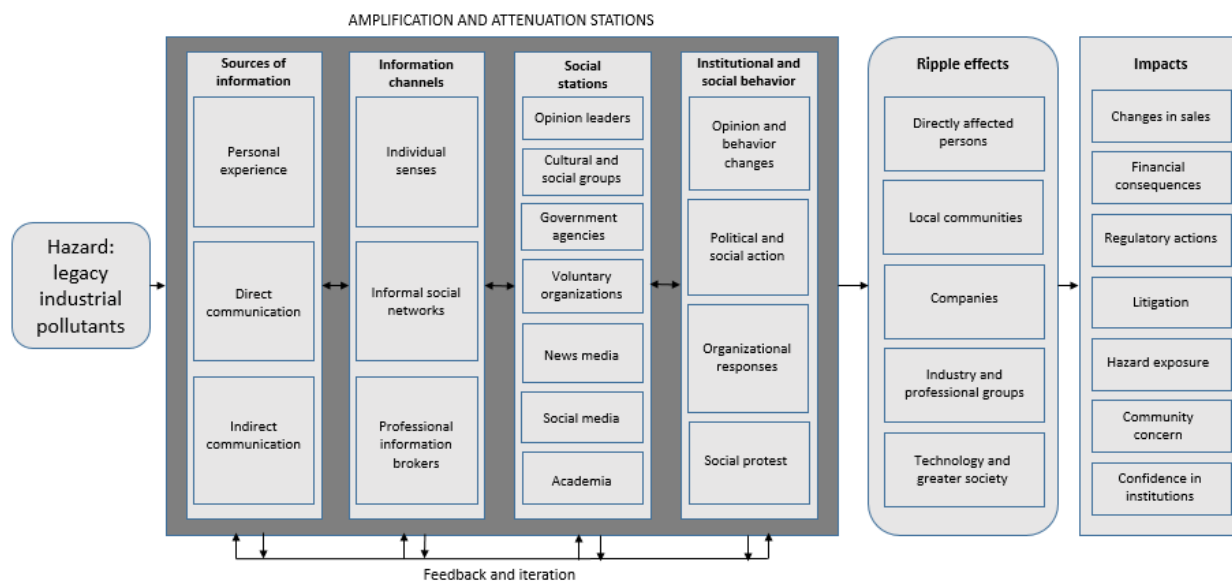 AMPLIFICATION AND ATTENUATION STATIONS
Hazard:
legacy
industrial
pollutants
Sources of
information
Personal
experience
Direct
communication
Indirect
communication
Information
channels
Individual
senses
Informal social
networks
Professional
information
brokers
Social
stations
Opinion leaders
Cultural and
social groups
Government
agencies
Voluntary
organizations
News media
Social media
Academia
Institutional and
social behavior
Opinion and
behavior
changes
Political and
social action
Organizational
responses
Social protest
Ripple effects
Directly affected
persons
Local communities
Companies
Industry and
professional groups
Technology and
greater society
Impacts
Changes in sales
Financial
consequences
Regulatory actions
Litigation
Hazard exposure
Community
concern
Confidence in
institutions
Feedback and iteration